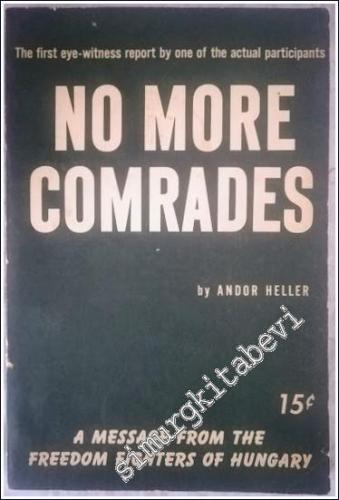 The first eye-witness report by one of the actual participants
NO MORE
COMRADES
by ANDOR HELLER
15¢
A MESSAGE FROM THE
FREEDOM FIGHTERS OF HUNGARY
simurgkitabevi